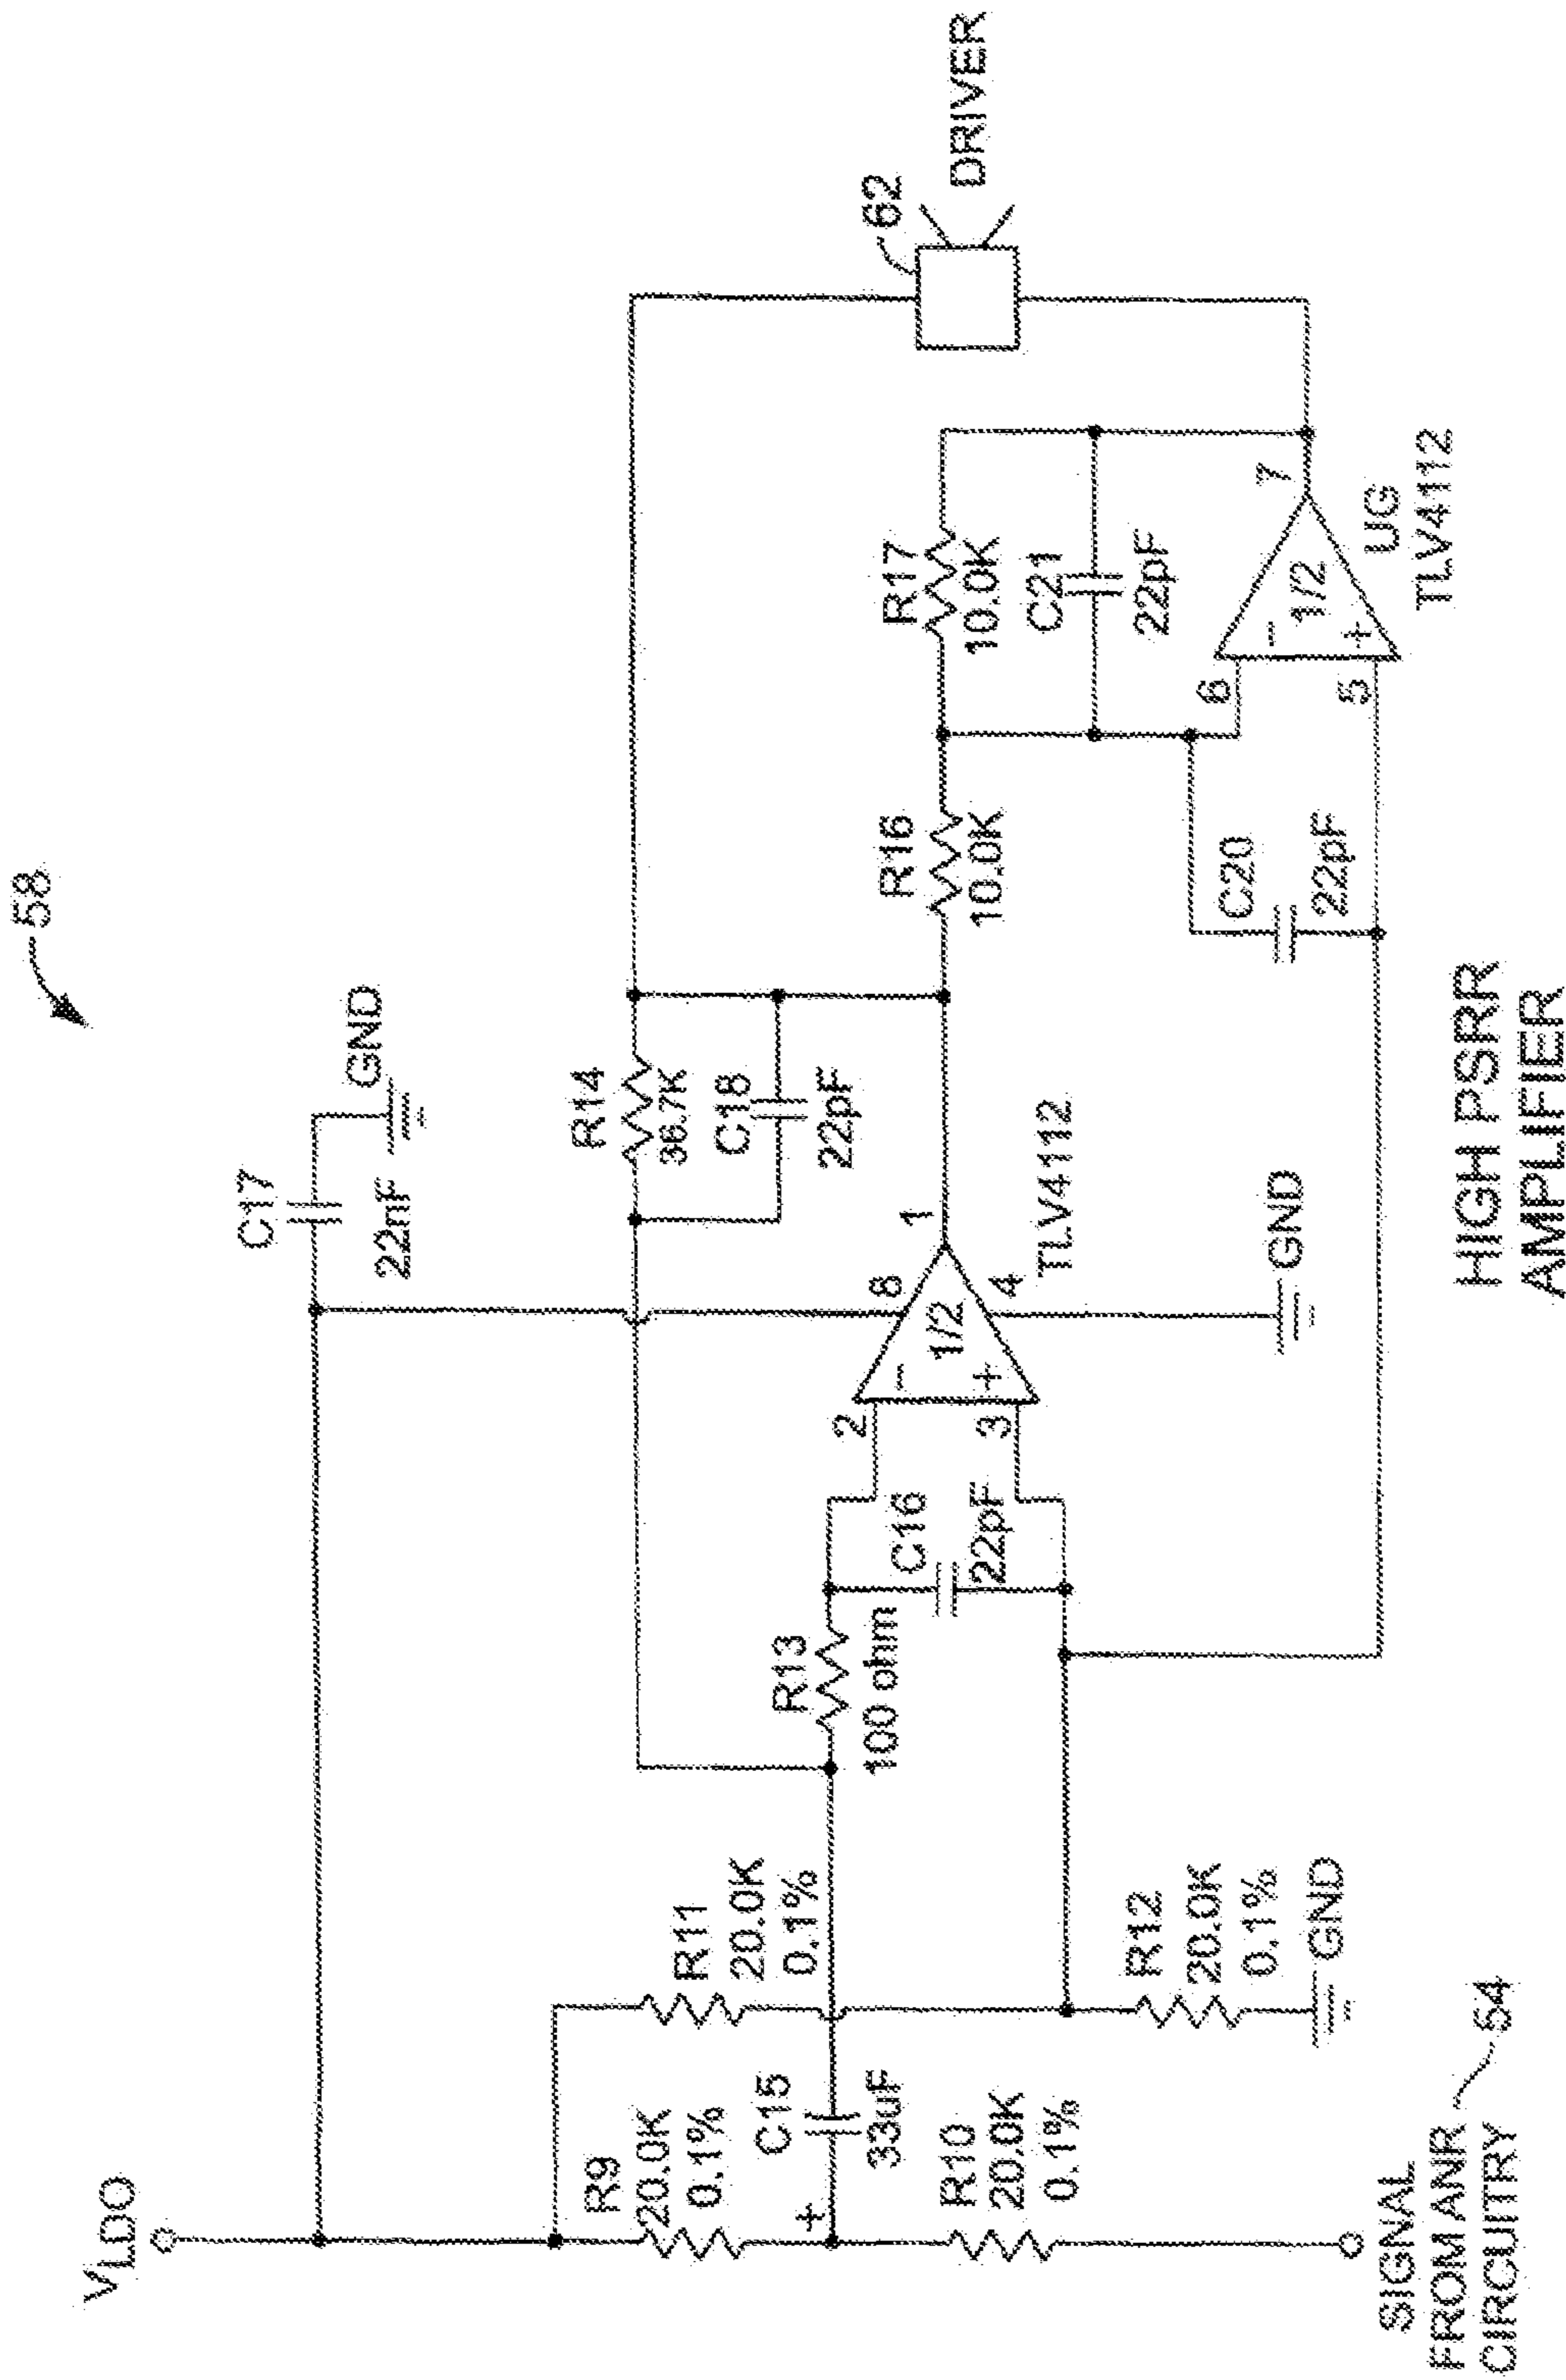 58
VLDO
C17
22nF
GND
R14
36.7K
C18
22pF
62
DRIVER
R9
20.0K
0.1%
R11
20.0K
0.1%
C15
33uF
+
R13
100 ohm
C16
22pF
2
3
8
4
1
−
+
1/2
TLV4112
R16
10.0K
R17
10.0K
C21
22pF
C20
22pF
6
5
7
−
+
1/2
UG
TLV4112
R10
20.0K
0.1%
R12
20.0K
0.1%
GND
GND
SIGNAL
FROM ANR
CIRCUITRY
54
HIGH PSRR
AMPLIFIER